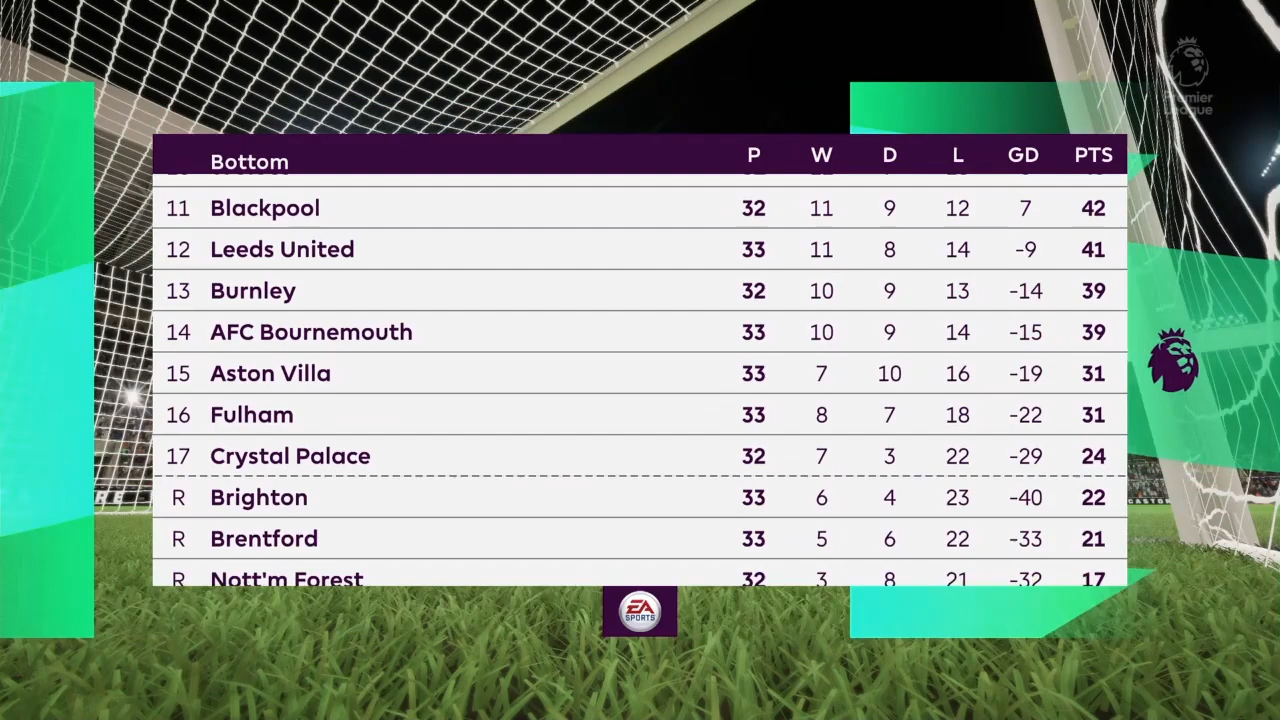 Premier
League
Bottom P W D L GD PTS
11 Blackpool 32 11 9 12 7 42
12 Leeds United 33 11 8 14 -9 41
13 Burnley 32 10 9 13 -14 39
14 AFC Bournemouth 33 10 9 14 -15 39
15 Aston Villa 33 7 10 16 -19 31
16 Fulham 33 8 7 18 -22 31
17 Crystal Palace 32 7 3 22 -29 24
R Brighton 33 6 4 23 -40 22
R Brentford 33 5 6 22 -33 21
R Nott'm Forest 32 3 8 21 -32 17
EA
SPORTS